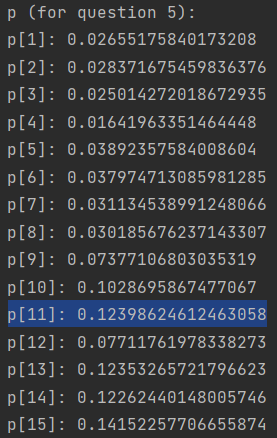 p (for question 5):
p[1]: 0.02655175840173208
p[2]: 0.028371675459836376
p[3]: 0.025014272018672935
p[4]: 0.01641963351464448
p[5]: 0.03892357584008604
p[6]: 0.037974713085981285
p[7]: 0.031134538991248066
p[8]: 0.030185676237143307
p[9]: 0.07377106803035319
p[10]: 0.1028695867477067
p[11]: 0.12398624612463058
p[12]: 0.07711761978338273
p[13]: 0.12353265721796623
p[14]: 0.12262440148005746
p[15]: 0.14152257706655874